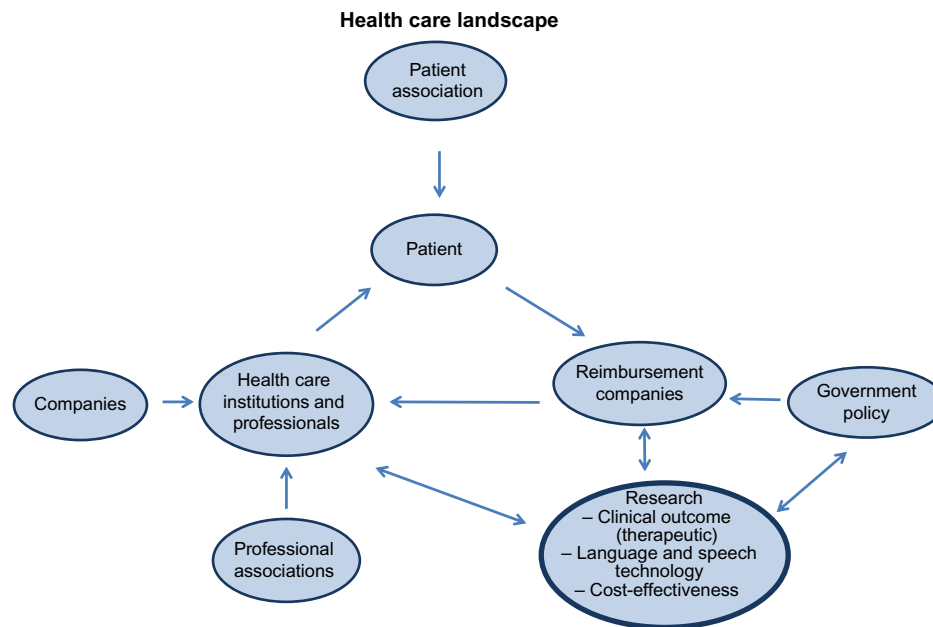 Health care landscape
Patient
association
Patient
Reimbursement
companies
Government
policy
Companies
Health care
institutions and
professionals
Research
– Clinical outcome
(therapeutic)
– Language and speech
technology
– Cost-effectiveness
Professional
associations